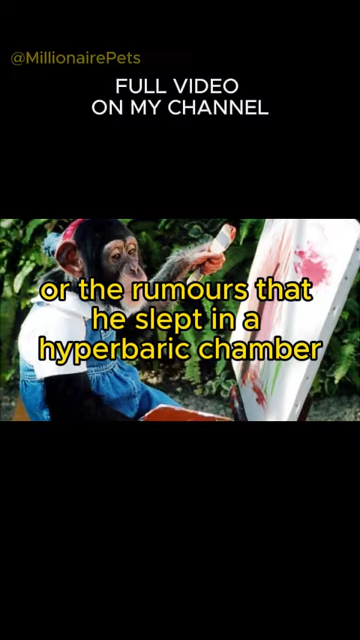 @MillionairePets
FULL VIDEO
ON MY CHANNEL
or the rumours that
he slept in a
hyperbaric chamber